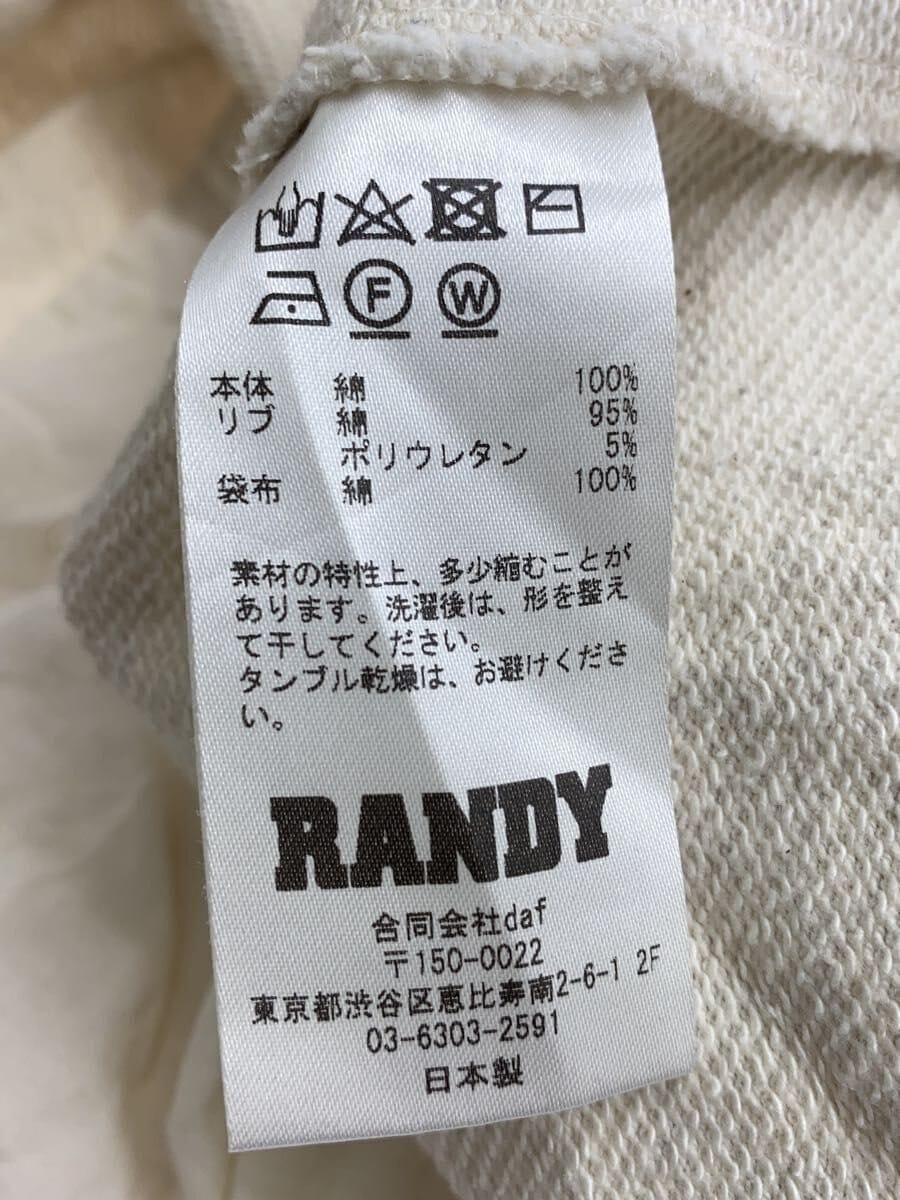 F W
本体 綿 100%
リブ 綿 95%
ポリウレタン 5%
袋布 綿 100%
素材の特性上、多少縮むことが
あります。洗濯後は、形を整え
て干してください。
タンブル乾燥は、お避けくださ
い。
RANDY
合同会社daf
〒150-0022
東京都渋谷区恵比寿南2-6-1 2F
03-6303-2591
日本製